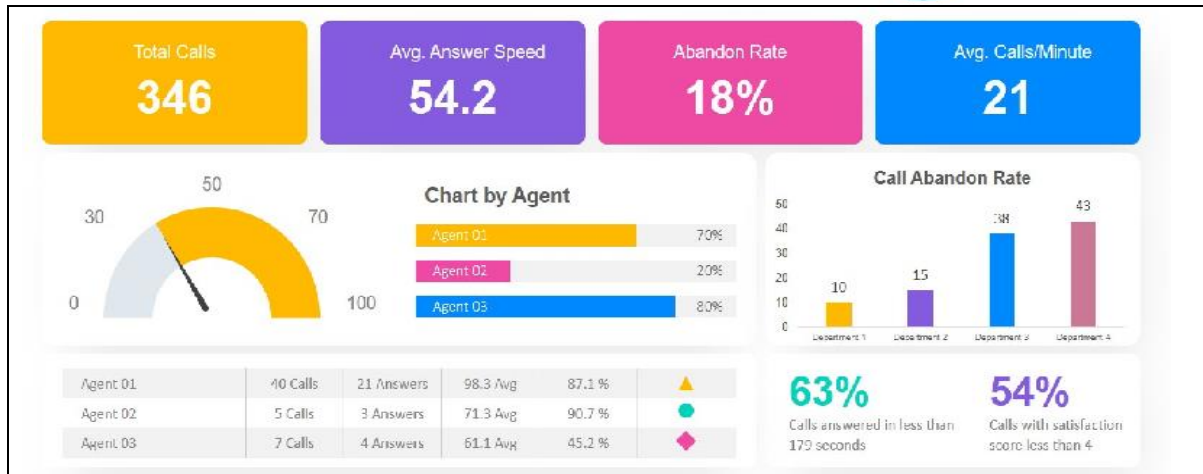 Total Calls
346
Avg. Answer Speed
54.2
Abandon Rate
18%
Avg. Calls/Minute
21
0
30
50
70
100
Chart by Agent
Agent 01
70%
Agent 02
20%
Agent 03
80%
Call Abandon Rate
50
40
30
20
10
0
10
15
38
43
Department 1
Department 2
Department 3
Department 4
Agent 01 40 Calls 21 Answers 98.3 Avg 87.1 %
Agent 02 5 Calls 3 Answers 71.3 Avg 90.7 %
Agent 03 7 Calls 4 Answers 61.1 Avg 45.2 %
63%
Calls answered in less than
179 seconds
54%
Calls with satisfaction
score less than 4